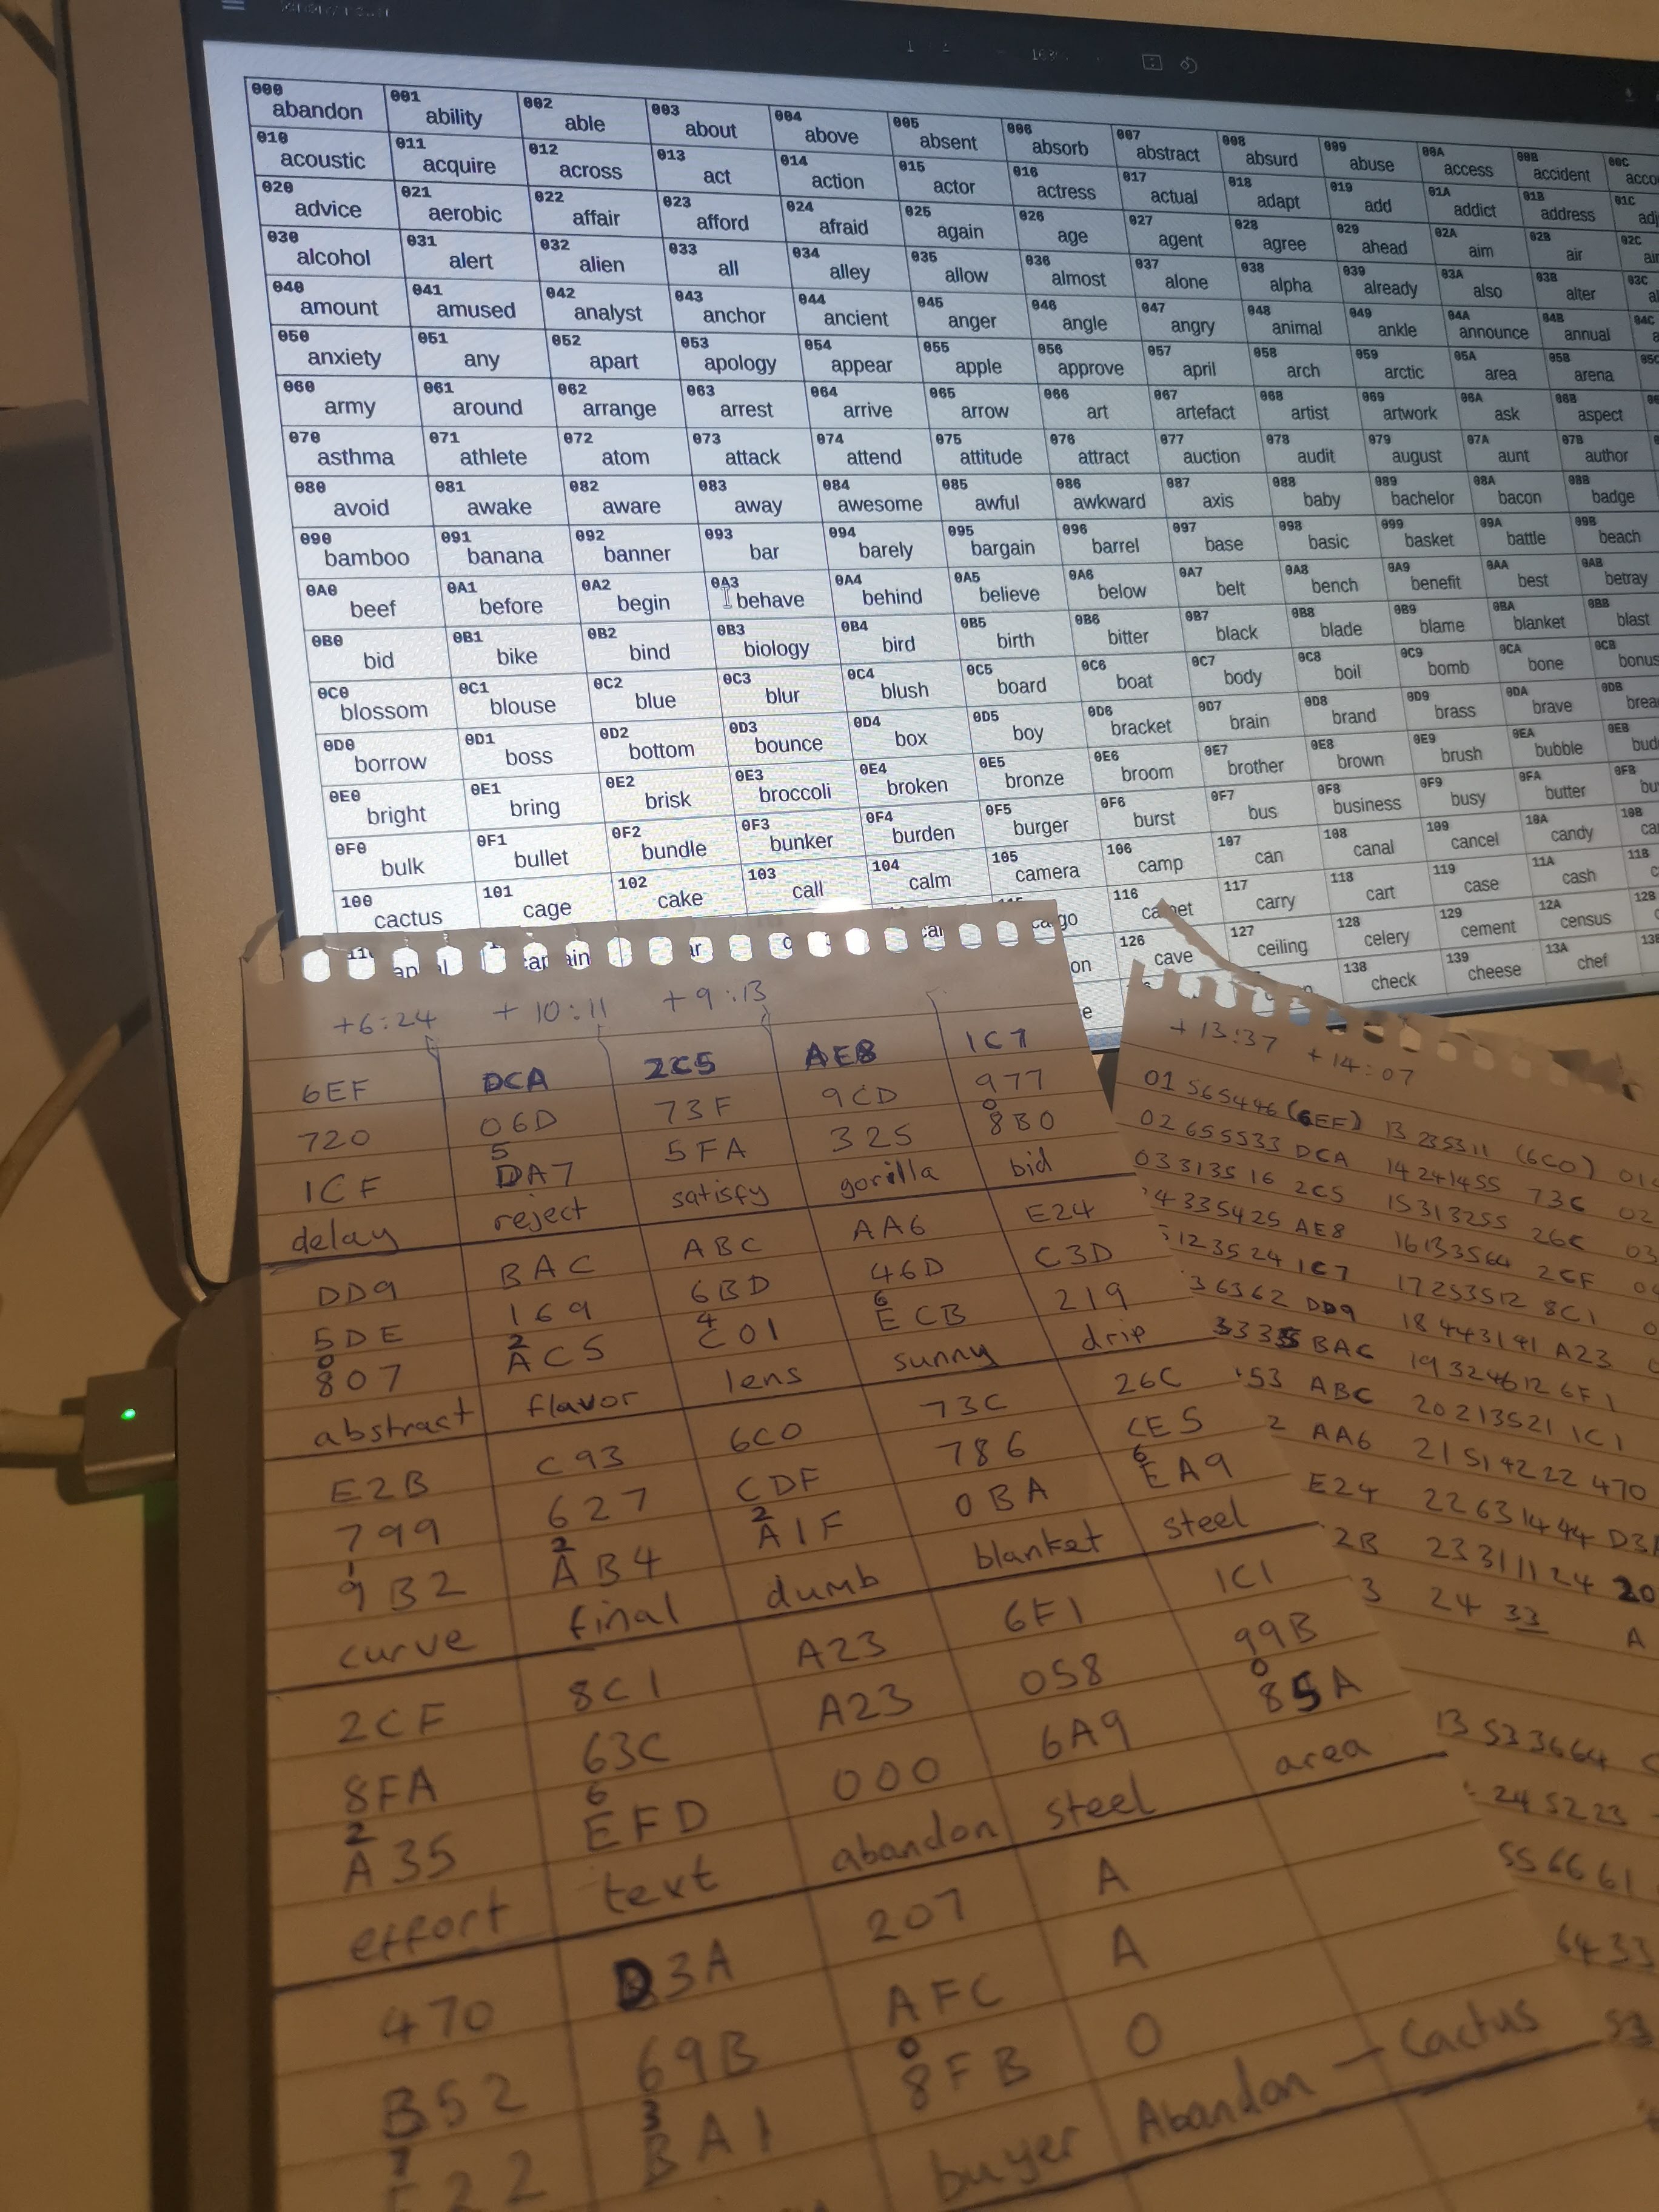 000 abandon 001 ability 002 able 003 about 004 above 005 absent 006 absorb 007 abstract 008 absurd 009 abuse 00A access 00B accident 00C
010 acoustic 011 acquire 012 across 013 act 014 action 015 actor 016 actress 017 actual 018 adapt 019 add 01A addict 01B address 01C
020 advice 021 aerobic 022 affair 023 afford 024 afraid 025 again 026 age 027 agent 028 agree 029 ahead 02A aim 02B air 02C
030 alcohol 031 alert 032 alien 033 all 034 alley 035 allow 036 almost 037 alone 038 alpha 039 already 03A also 03B alter 03C
040 amount 041 amused 042 analyst 043 anchor 044 ancient 045 anger 046 angle 047 angry 048 animal 049 ankle 04A announce 04B annual 04C
050 anxiety 051 any 052 apart 053 apology 054 appear 055 apple 056 approve 057 april 058 arch 059 arctic 05A area 05B arena
060 army 061 around 062 arrange 063 arrest 064 arrive 065 arrow 066 art 067 artefact 068 artist 069 artwork 06A ask 06B aspect
070 asthma 071 athlete 072 atom 073 attack 074 attend 075 attitude 076 attract 077 auction 078 audit 079 august 07A aunt 07B author
080 avoid 081 awake 082 aware 083 away 084 awesome 085 awful 086 awkward 087 axis 088 baby 089 bachelor 08A bacon 08B badge
090 bamboo 091 banana 092 banner 093 bar 094 barely 095 bargain 096 barrel 097 base 098 basic 099 basket 09A battle 09B beach
0A0 beef 0A1 before 0A2 begin 0A3 behave 0A4 behind 0A5 believe 0A6 below 0A7 belt 0A8 bench 0A9 benefit 0AA best 0AB betray
0B0 bid 0B1 bike 0B2 bind 0B3 biology 0B4 bird 0B5 birth 0B6 bitter 0B7 black 0B8 blade 0B9 blame 0BA blanket 0BB blast
0C0 blossom 0C1 blouse 0C2 blue 0C3 blur 0C4 blush 0C5 board 0C6 boat 0C7 body 0C8 boil 0C9 bomb 0CA bone 0CB bonus
0D0 borrow 0D1 boss 0D2 bottom 0D3 bounce 0D4 box 0D5 boy 0D6 bracket 0D7 brain 0D8 brand 0D9 brass 0DA brave 0DB
0E0 bright 0E1 bring 0E2 brisk 0E3 broccoli 0E4 broken 0E5 bronze 0E6 broom 0E7 brother 0E8 brown 0E9 brush 0EA bubble 0EB
0F0 bulk 0F1 bullet 0F2 bundle 0F3 bunker 0F4 burden 0F5 burger 0F6 burst 0F7 bus 0F8 business 0F9 busy 0FA butter 0FB
100 cactus 101 cage 102 cake 103 call 104 calm 105 camera 106 camp 107 can 108 canal 109 cancel 10A candy 10B
116 117 carry 118 cart 119 case 11A cash 11B
126 cave 127 ceiling 128 celery 129 cement 12A census 12B
138 check 139 cheese 13A chef
+6:24 +10:11 +9:13
6EF DCA 2C5 AE8 1C7
720 06D 73F 9CD 977
5 0
1CF DA7 5FA 325 8B0
delay reject satisfy gorilla bid
DD9 BAC ABC AA6 E24
5DE 169 6BD 46D C3D
0 2 4 6
807 AC5 C01 ECB 219
abstract flavor lens sunny drip
E2B C93 6C0 73C 26C
799 627 CDF 786 CE5
1 2 2 6
9B2 AB4 A1F 0BA EA9
curve final dumb blanket steel
2CF 8C1 A23 6F1 1C1
8FA 63C A23 058 99B
2 6 0
A35 EFD 000 6A9 85A
effort text abandon steel area
470 D3A 207 A
B52 69B AFC A
7 3 0
22 BA1 8FB 0
buyer Abandon - Cactus
+13:37 +14:07
01 565446 (6EF) 13 235311 (6C0)
02 655533 DCA 14 241455 73C 02
03 313516 2C5 15 313255 26C 03
4 335425 AE8 16 133564 2CF
123524 1C7 17 253512 8C1
36362 DD9 18 443141 A23
3335 BAC 19 324612 6F1
53 ABC 20 213521 1C1
2 AA6 21 514222 470
E24 22 631444 D3
2B 23 311124 20
3 24 33 A
13 533664
245223
556661
6433
53